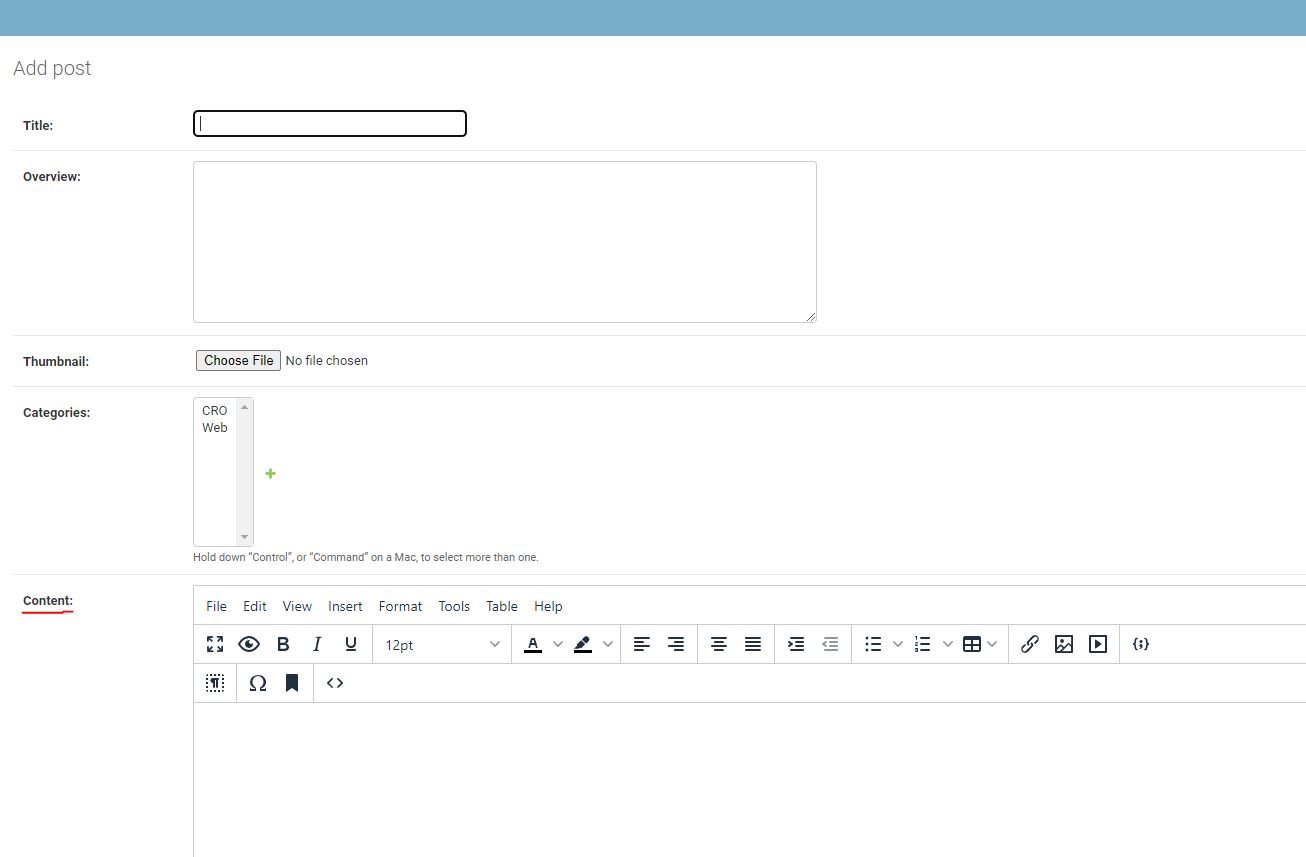 Add post
Title:
Overview:
Thumbnail: Choose File No file chosen
Categories:
CRO
Web
Hold down “Control”, or “Command” on a Mac, to select more than one.
Content:
File Edit View Insert Format Tools Table Help
B I U 12pt A